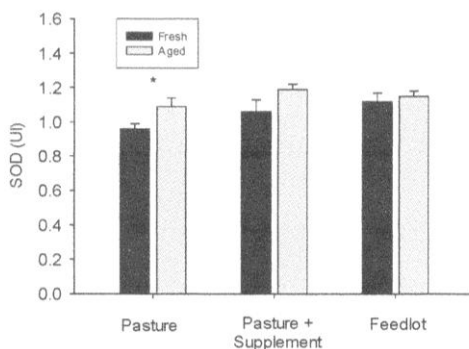 1.6
Fresh
Aged
1.4
*
1.2
1.0
SOD (UI)
0.8
0.6
0.4
0.2
0.0
Pasture
Pasture +
Supplement
Feedlot